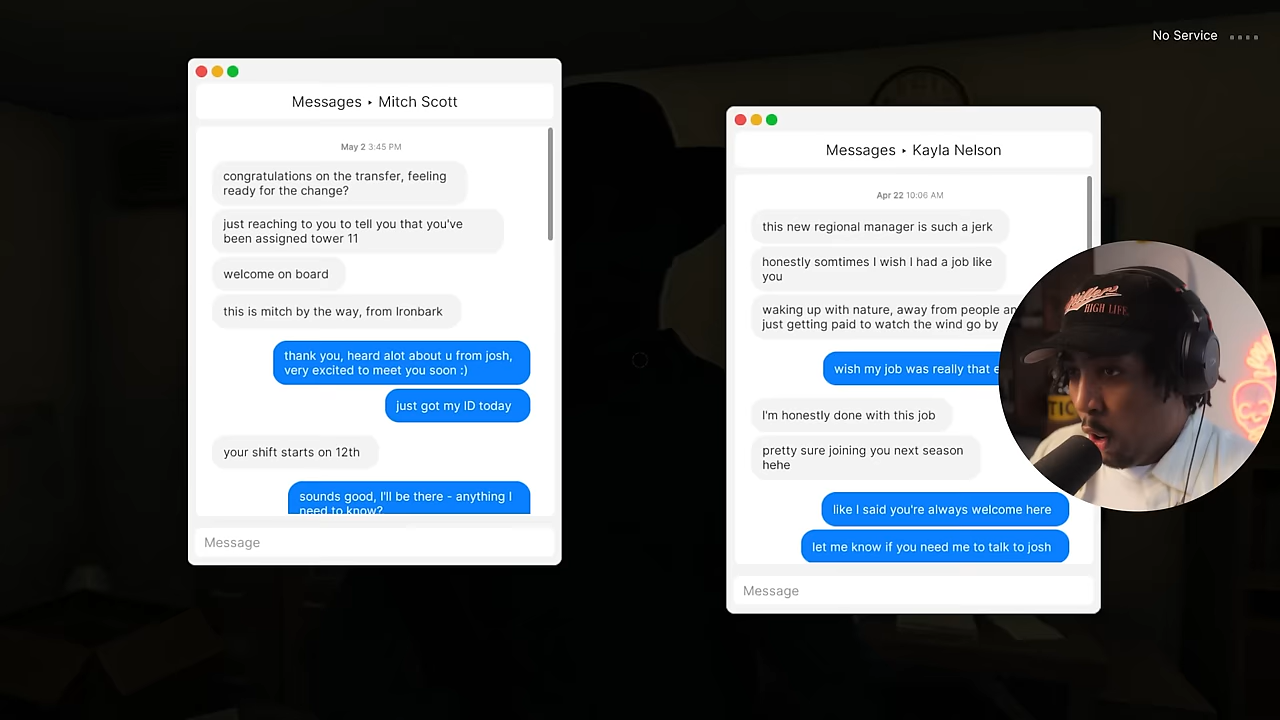 No Service
Messages ▸ Mitch Scott
May 2 3:45 PM
congratulations on the transfer, feeling
ready for the change?
just reaching to you to tell you that you've
been assigned tower 11
welcome on board
this is mitch by the way, from Ironbark
thank you, heard alot about u from josh,
very excited to meet you soon :)
just got my ID today
your shift starts on 12th
sounds good, I'll be there - anything I
need to know?
Message
Messages ▸ Kayla Nelson
Apr 22 10:06 AM
this new regional manager is such a jerk
honestly somtimes I wish I had a job like
you
waking up with nature, away from people
just getting paid to watch the wind go by
wish my job was really that
I'm honestly done with this job
pretty sure joining you next season
hehe
like I said you're always welcome here
let me know if you need me to talk to josh
Message
Miller
HIGH LIFE